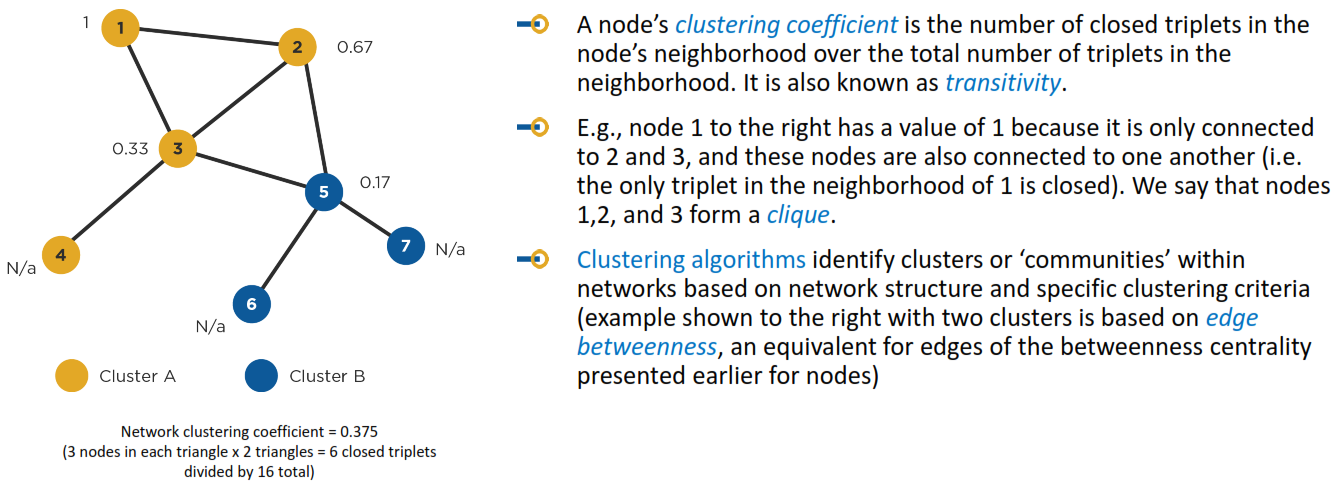 1
1
2
0.67
0.33
3
5
0.17
N/a
4
7
N/a
6
N/a
Cluster A
Cluster B
Network clustering coefficient = 0.375
(3 nodes in each triangle x 2 triangles = 6 closed triplets
divided by 16 total)
A node’s clustering coefficient is the number of closed triplets in the
node’s neighborhood over the total number of triplets in the
neighborhood. It is also known as transitivity.
E.g., node 1 to the right has a value of 1 because it is only connected
to 2 and 3, and these nodes are also connected to one another (i.e.
the only triplet in the neighborhood of 1 is closed). We say that nodes
1,2, and 3 form a clique.
Clustering algorithms identify clusters or ‘communities’ within
networks based on network structure and specific clustering criteria
(example shown to the right with two clusters is based on edge
betweenness, an equivalent for edges of the betweenness centrality
presented earlier for nodes)